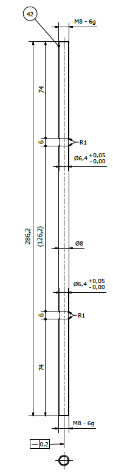 42
M8 - 6g
74
6
R1
Ø6,4 +0,05
- 0,00
286,2
(126,2)
Ø8
Ø6,4 +0,05
- 0,00
6
R1
74
M8 - 6g
— 0,2